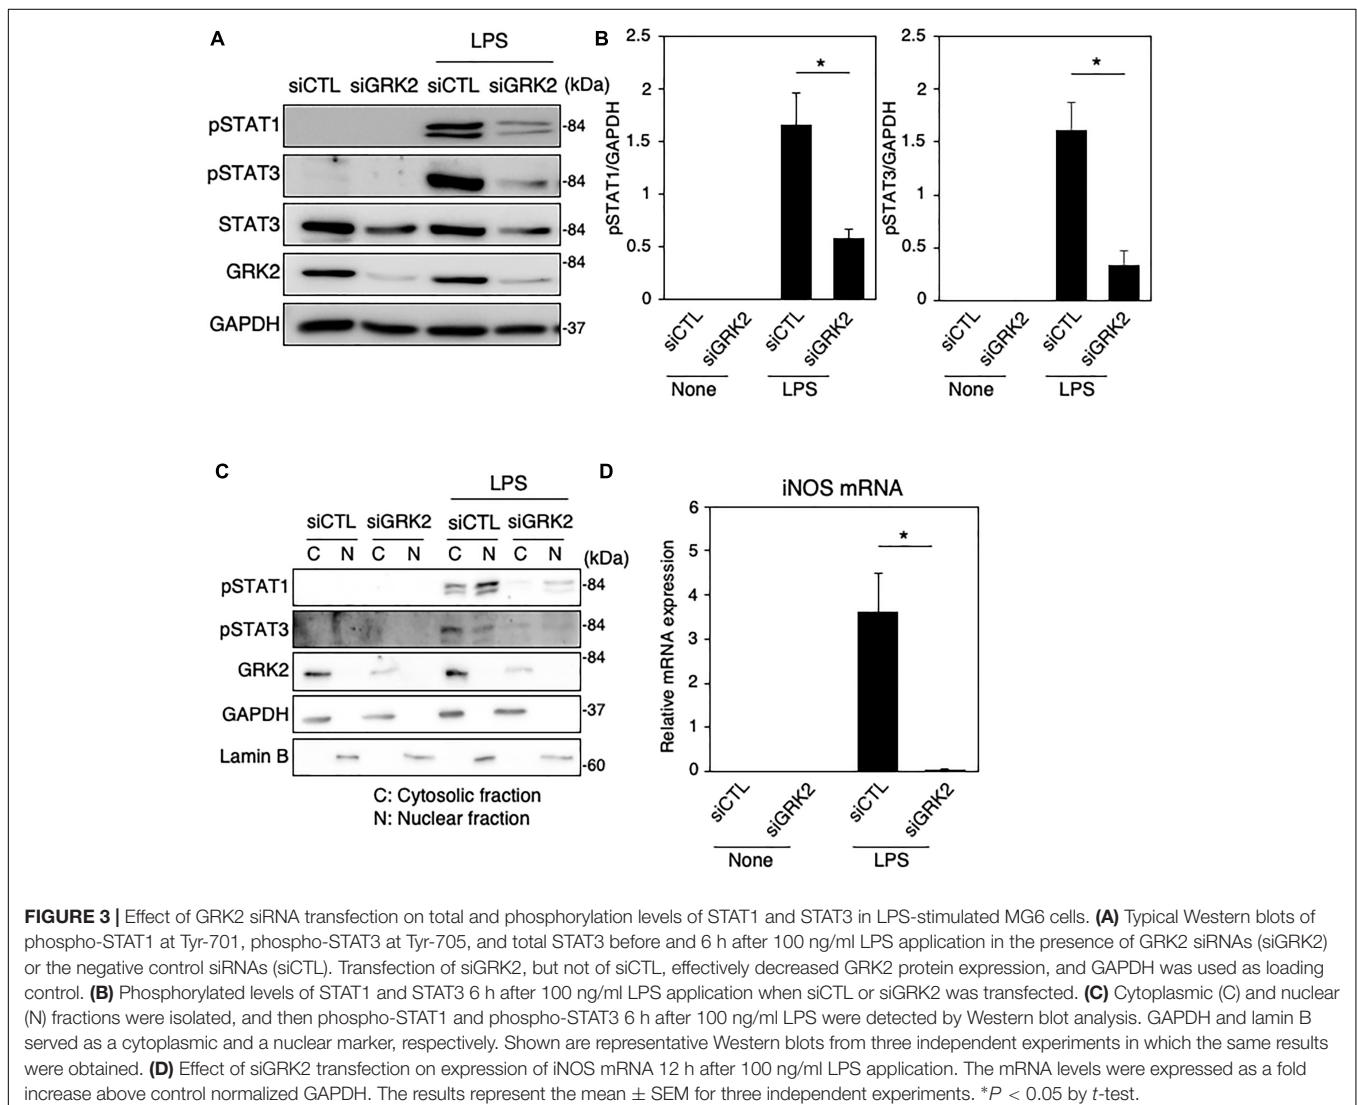 A
LPS
siCTL siGRK2 siCTL siGRK2 (kDa)
pSTAT1
-84
pSTAT3
-84
STAT3
-84
GRK2
-84
GAPDH
-37
B
pSTAT1/GAPDH
2.5
2
1.5
1
0.5
0
*
siCTL
siGRK2
siCTL
siGRK2
None
LPS
pSTAT3/GAPDH
2.5
2
1.5
1
0.5
0
*
siCTL
siGRK2
siCTL
siGRK2
None
LPS
C
LPS
siCTL siGRK2 siCTL siGRK2
C N C N C N C N (kDa)
pSTAT1
-84
pSTAT3
-84
GRK2
-84
GAPDH
-37
Lamin B
-60
C: Cytosolic fraction
N: Nuclear fraction
D
iNOS mRNA
Relative mRNA expression
6
5
4
3
2
1
0
*
siCTL
siGRK2
siCTL
siGRK2
None
LPS
FIGURE 3 | Effect of GRK2 siRNA transfection on total and phosphorylation levels of STAT1 and STAT3 in LPS-stimulated MG6 cells. (A) Typical Western blots of
phospho-STAT1 at Tyr-701, phospho-STAT3 at Tyr-705, and total STAT3 before and 6 h after 100 ng/ml LPS application in the presence of GRK2 siRNAs (siGRK2)
or the negative control siRNAs (siCTL). Transfection of siGRK2, but not of siCTL, effectively decreased GRK2 protein expression, and GAPDH was used as loading
control. (B) Phosphorylated levels of STAT1 and STAT3 6 h after 100 ng/ml LPS application when siCTL or siGRK2 was transfected. (C) Cytoplasmic (C) and nuclear
(N) fractions were isolated, and then phospho-STAT1 and phospho-STAT3 6 h after 100 ng/ml LPS were detected by Western blot analysis. GAPDH and lamin B
served as a cytoplasmic and a nuclear marker, respectively. Shown are representative Western blots from three independent experiments in which the same results
were obtained. (D) Effect of siGRK2 transfection on expression of iNOS mRNA 12 h after 100 ng/ml LPS application. The mRNA levels were expressed as a fold
increase above control normalized GAPDH. The results represent the mean ± SEM for three independent experiments. *P < 0.05 by t-test.